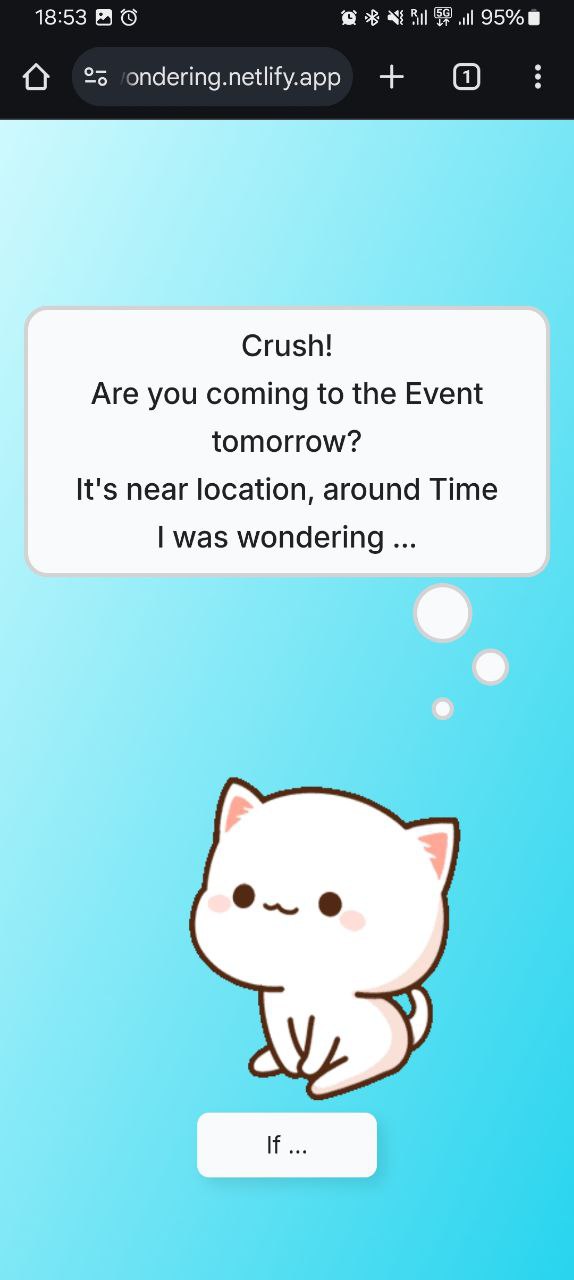 18:53
5G
95%
ondering.netlify.app
1
Crush!
Are you coming to the Event
tomorrow?
It's near location, around Time
I was wondering ...
If ...